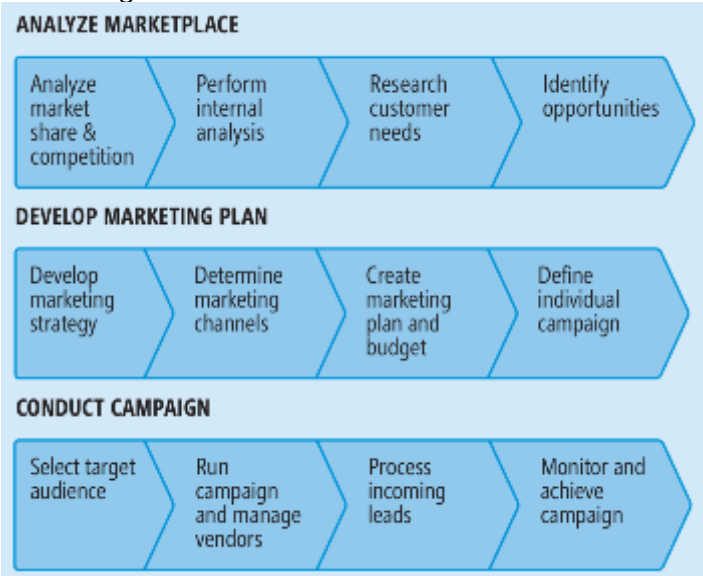 ANALYZE MARKETPLACE
Analyze
market
share &
competition
Perform
internal
analysis
Research
customer
needs
Identify
opportunities
DEVELOP MARKETING PLAN
Develop
marketing
strategy
Determine
marketing
channels
Create
marketing
plan and
budget
Define
individual
campaign
CONDUCT CAMPAIGN
Select target
audience
Run
campaign
and manage
vendors
Process
incoming
leads
Monitor and
achieve
campaign